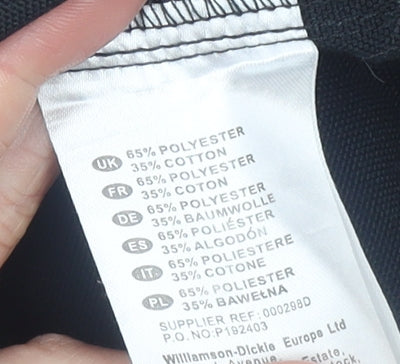 UK 65% POLYESTER
35% COTTON
FR 65% POLYESTER
35% COTON
DE 65% POLYESTER
35% BAUMWOLLE
ES 65% POLIÉSTER
35% ALGODÓN
IT. 65% POLIESTERE
35% COTONE
PL 65% POLIESTER
35% BAWEŁNA
SUPPLIER REF: 000298D
P.O. NO:P192403
Williamson-Dickie Europe Ltd
Avenue